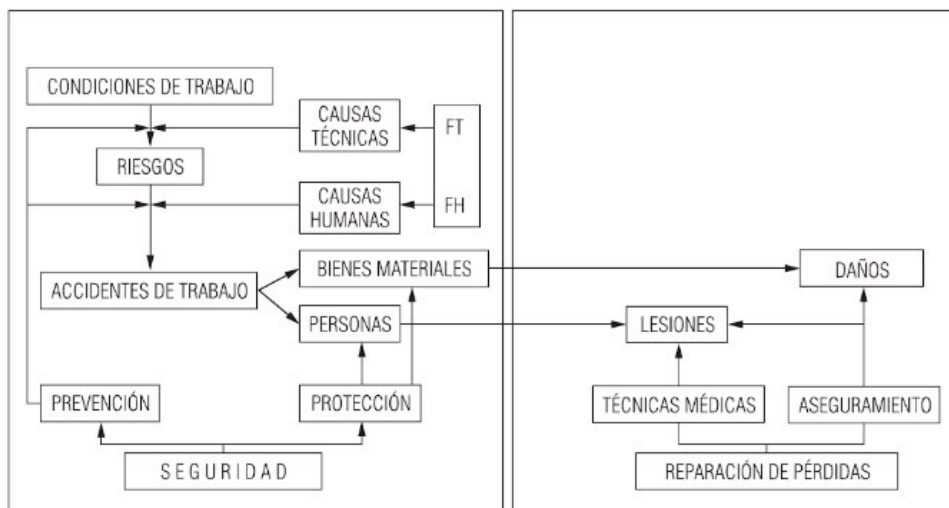 CONDICIONES DE TRABAJO
CAUSAS
TÉCNICAS
FT
RIESGOS
CAUSAS
HUMANAS
FH
BIENES MATERIALES
DAÑOS
ACCIDENTES DE TRABAJO
PERSONAS
LESIONES
PREVENCIÓN
PROTECCIÓN
TÉCNICAS MÉDICAS
ASEGURAMIENTO
SEGURIDAD
REPARACIÓN DE PÉRDIDAS